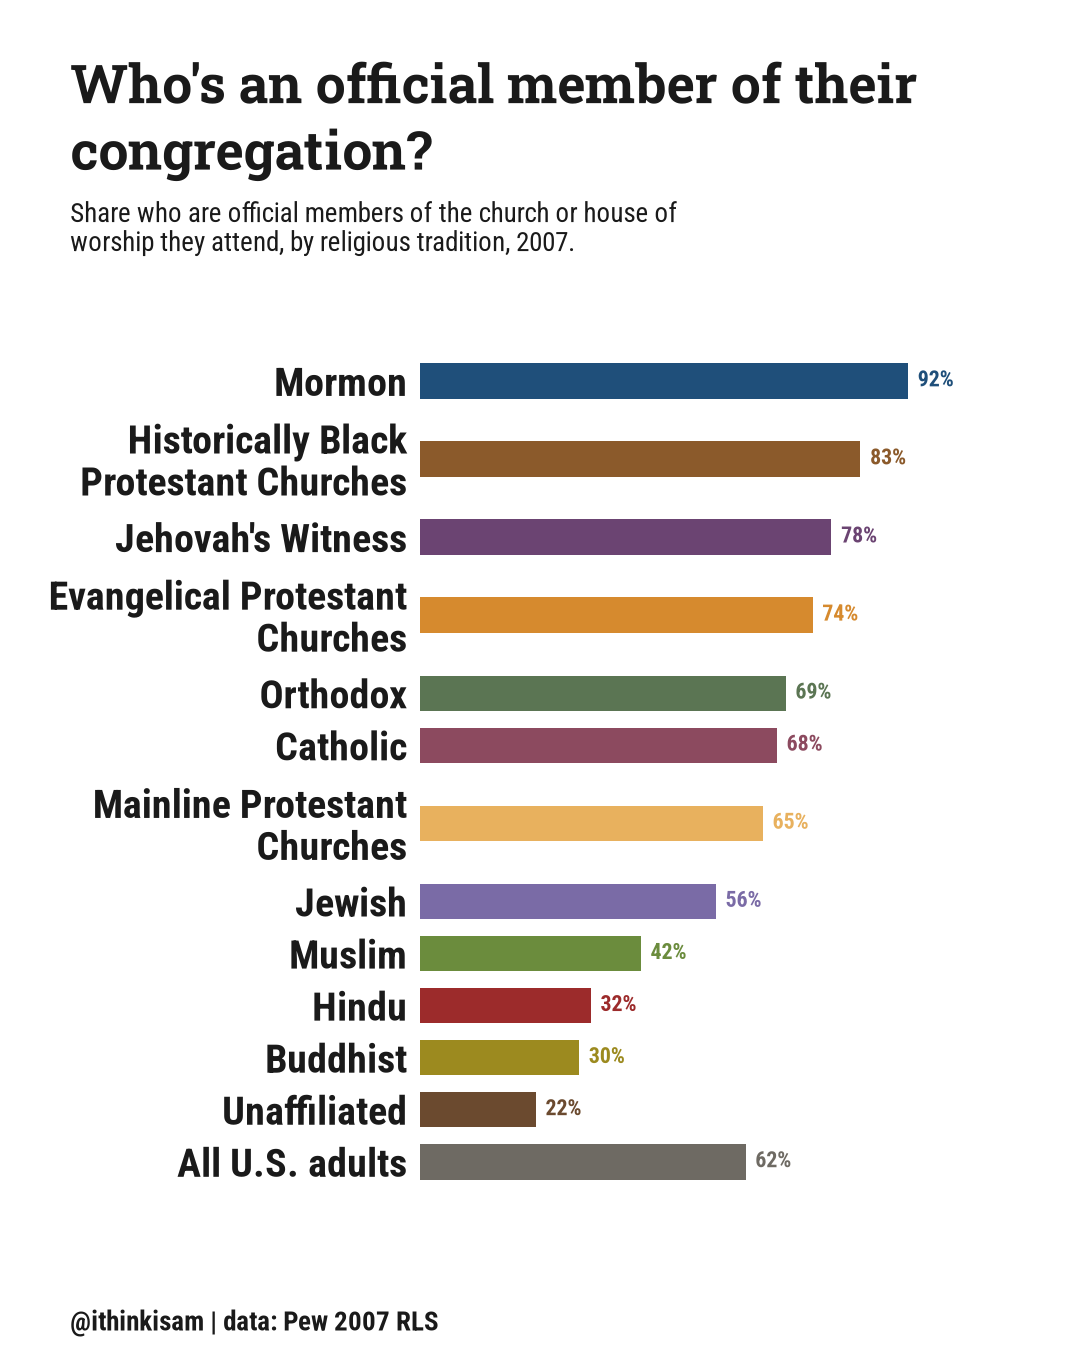 Who's an official member of their
congregation?
Share who are official members of the church or house of
worship they attend, by religious tradition, 2007.
Mormon 92%
Historically Black
Protestant Churches 83%
Jehovah's Witness 78%
Evangelical Protestant
Churches 74%
Orthodox 69%
Catholic 68%
Mainline Protestant
Churches 65%
Jewish 56%
Muslim 42%
Hindu 32%
Buddhist 30%
Unaffiliated 22%
All U.S. adults 62%
@ithinkisam | data: Pew 2007 RLS